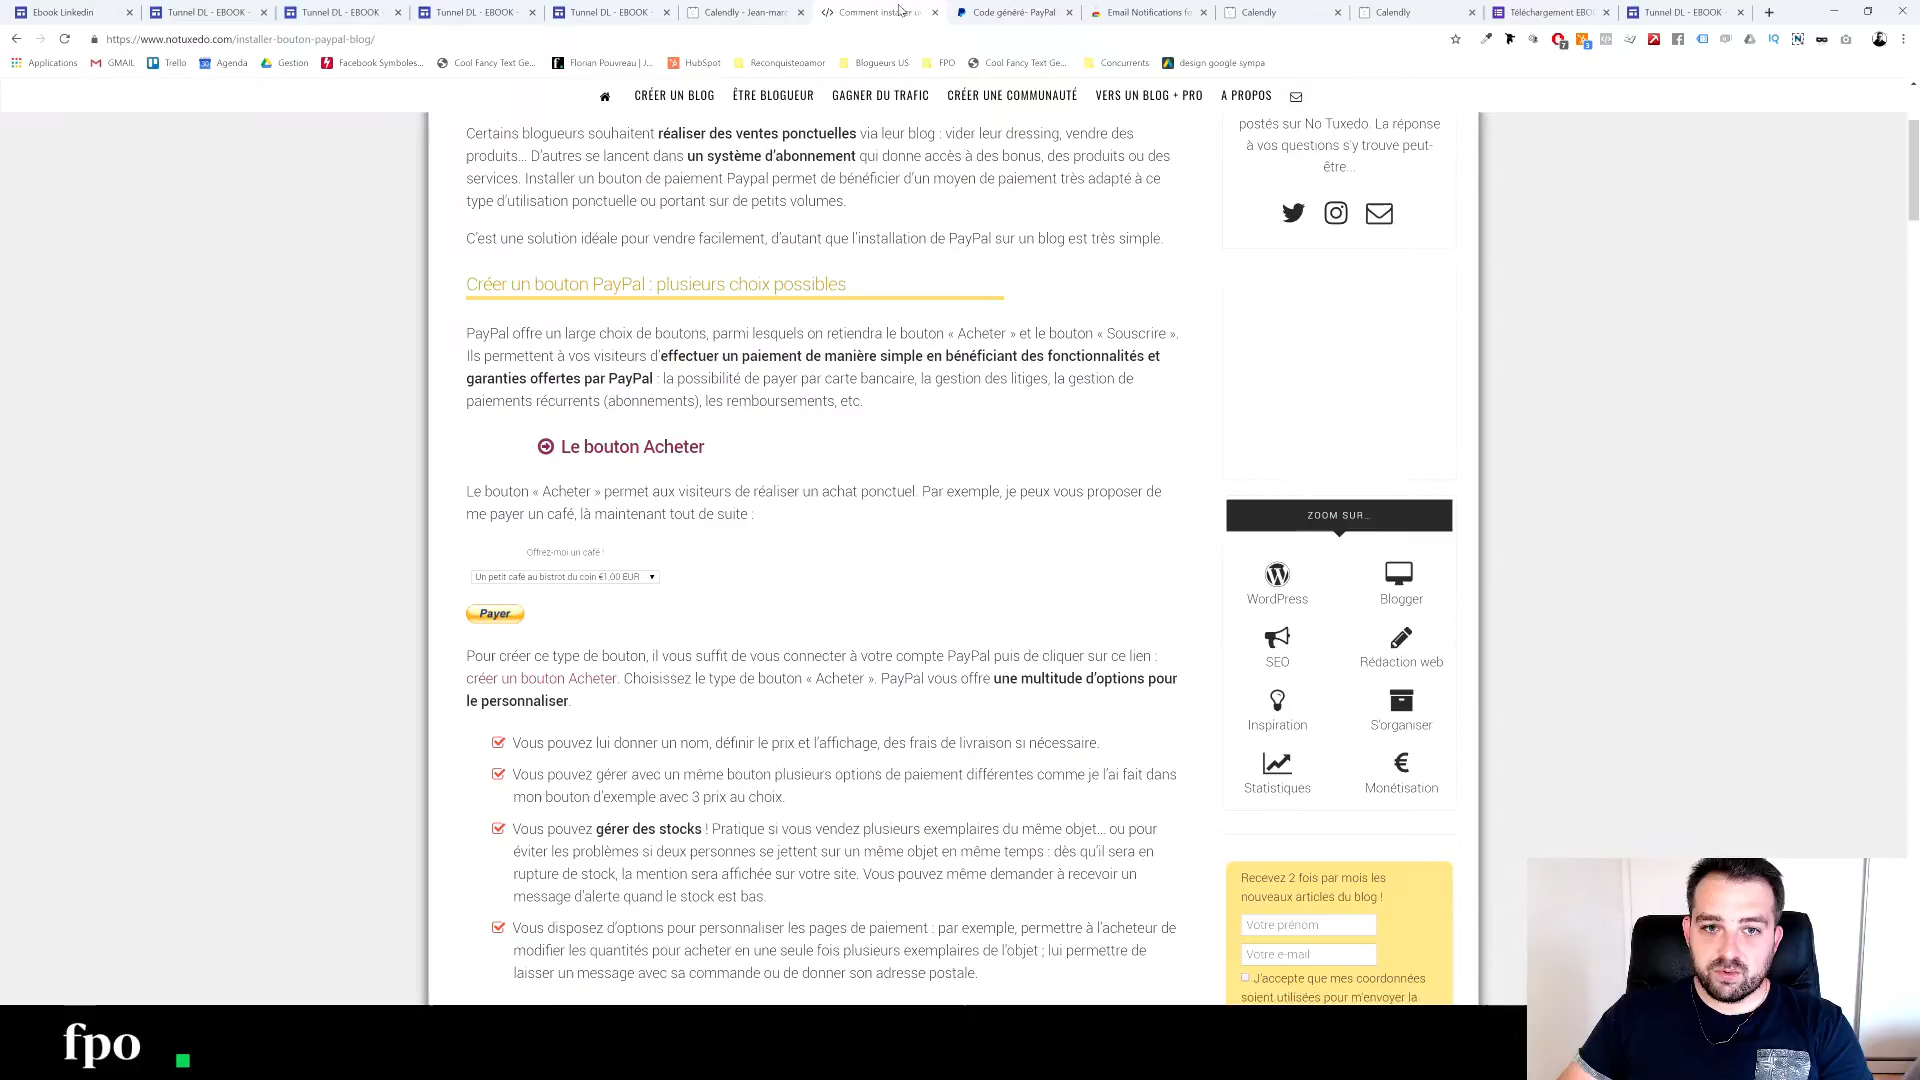 Ebook Linkedin
Tunnel DL - EBOOK -
Tunnel DL - EBOOK -
Tunnel DL - EBOOK -
Tunnel DL - EBOOK -
Calendly - Jean-marc
Comment installer u
Code généré- PayPal
Email Notifications fo
Calendly
Calendly
Téléchargement EBO
Tunnel DL - EBOOK
https://www.notuxedo.com/installer-bouton-paypal-blog/
Applications
GMAIL
Trello
Agenda
Gestion
Facebook Symboles...
Cool Fancy Text Ge...
Florian Pouvreau | J...
HubSpot
Reconquisteoamor
Blogueurs US
FPO
Cool Fancy Text Ge...
Concurrents
design google sympa
CRÉER UN BLOG
ÊTRE BLOGUEUR
GAGNER DU TRAFIC
CRÉER UNE COMMUNAUTÉ
VERS UN BLOG + PRO
A PROPOS
Certains blogueurs souhaitent réaliser des ventes ponctuelles via leur blog : vider leur dressing, vendre des
produits... D'autres se lancent dans un système d'abonnement qui donne accès à des bonus, des produits ou des
services. Installer un bouton de paiement Paypal permet de bénéficier d'un moyen de paiement très adapté à ce
type d'utilisation ponctuelle ou portant sur de petits volumes.
C'est une solution idéale pour vendre facilement, d'autant que l'installation de PayPal sur un blog est très simple.
Créer un bouton PayPal : plusieurs choix possibles
PayPal offre un large choix de boutons, parmi lesquels on retiendra le bouton « Acheter » et le bouton « Souscrire ».
Ils permettent à vos visiteurs d'effectuer un paiement de manière simple en bénéficiant des fonctionnalités et
garanties offertes par PayPal : la possibilité de payer par carte bancaire, la gestion des litiges, la gestion de
paiements récurrents (abonnements), les remboursements, etc.
Le bouton Acheter
Le bouton « Acheter » permet aux visiteurs de réaliser un achat ponctuel. Par exemple, je peux vous proposer de
me payer un café, là maintenant tout de suite :
Offrez-moi un café !
Un petit café au bistrot du coin €1,00 EUR
Payer
Pour créer ce type de bouton, il vous suffit de vous connecter à votre compte PayPal puis de cliquer sur ce lien :
créer un bouton Acheter. Choisissez le type de bouton « Acheter ». PayPal vous offre une multitude d'options pour
le personnaliser.
Vous pouvez lui donner un nom, définir le prix et l'affichage, des frais de livraison si nécessaire.
Vous pouvez gérer avec un même bouton plusieurs options de paiement différentes comme je l'ai fait dans
mon bouton d'exemple avec 3 prix au choix.
Vous pouvez gérer des stocks ! Pratique si vous vendez plusieurs exemplaires du même objet... ou pour
éviter les problèmes si deux personnes se jettent sur un même objet en même temps : dès qu'il sera en
rupture de stock, la mention sera affichée sur votre site. Vous pouvez même demander à recevoir un
message d'alerte quand le stock est bas.
Vous disposez d'options pour personnaliser les pages de paiement : par exemple, permettre à l'acheteur de
modifier les quantités pour acheter en une seule fois plusieurs exemplaires de l'objet ; lui permettre de
laisser un message avec sa commande ou de donner son adresse postale.
postés sur No Tuxedo. La réponse
à vos questions s'y trouve peut-
être...
ZOOM SUR...
WordPress
Blogger
SEO
Rédaction web
Inspiration
S'organiser
Statistiques
Monétisation
Recevez 2 fois par mois les
nouveaux articles du blog !
Votre prénom
Votre e-mail
J'accepte que mes coordonnées
soient utilisées pour m'envoyer la
fpo